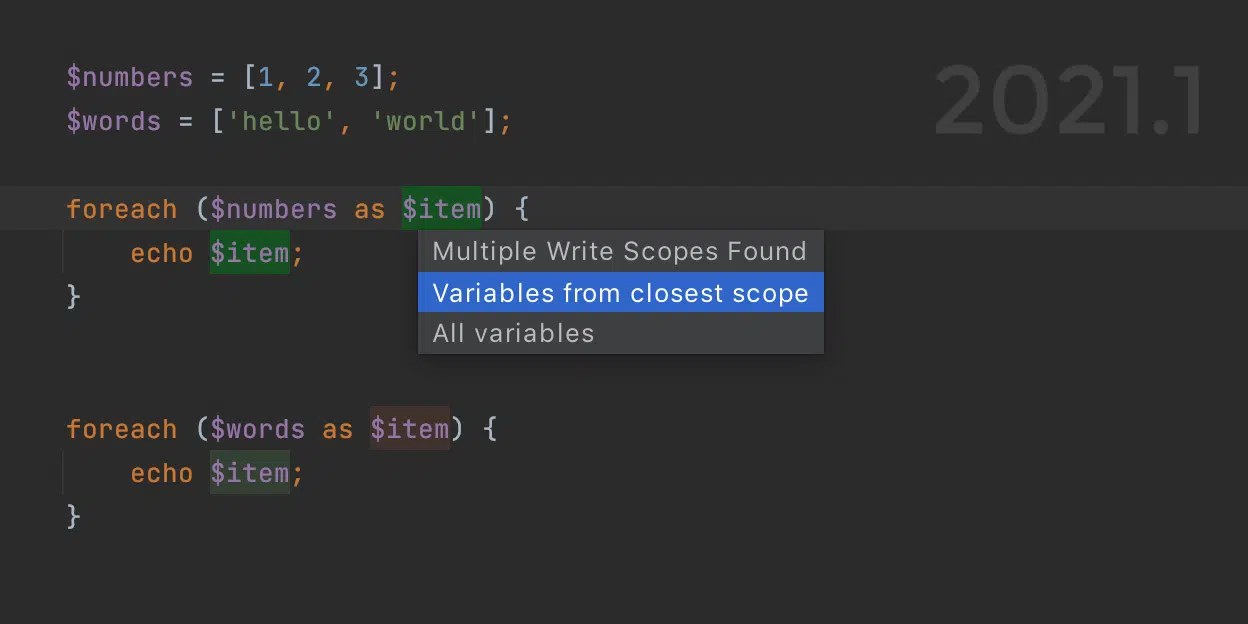 $numbers = [1, 2, 3];
2021.1
$words = ['hello', 'world'];
foreach ($numbers as $item) {
echo $item;
Multiple Write Scopes Found
Variables from closest scope
}
All variables
foreach ($words as $item) {
echo $item;
}